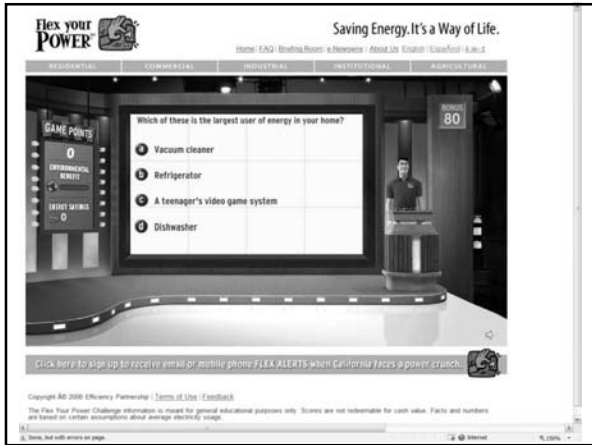 Flex your
POWER
Saving Energy. It's a Way of Life.
Home | FAQ | Briefing Room | e-Newswire | About Us English | EspaÃ±ol |
RESIDENTIAL COMMERCIAL INDUSTRIAL INSTITUTIONAL AGRICULTURAL
BONUS
80
GAME POINTS
0
ENVIRONMENTAL
BENEFIT
ENERGY SAVINGS
0
Which of these is the largest user of energy in your home?
a Vacuum cleaner
b Refrigerator
c A teenager's video game system
d Dishwasher
Click here to sign up to receive email or mobile phone FLEX ALERTS when California faces a power crunch.
Copyright Â© 2008 Efficiency Partnership | Terms of Use | Feedback
The Flex Your Power Challenge information is meant for general educational purposes only. Scores are not redeemable for cash value. Facts and numbers
are based on certain assumptions about average electricity usage.
Done, but with errors on page. Internet 150%